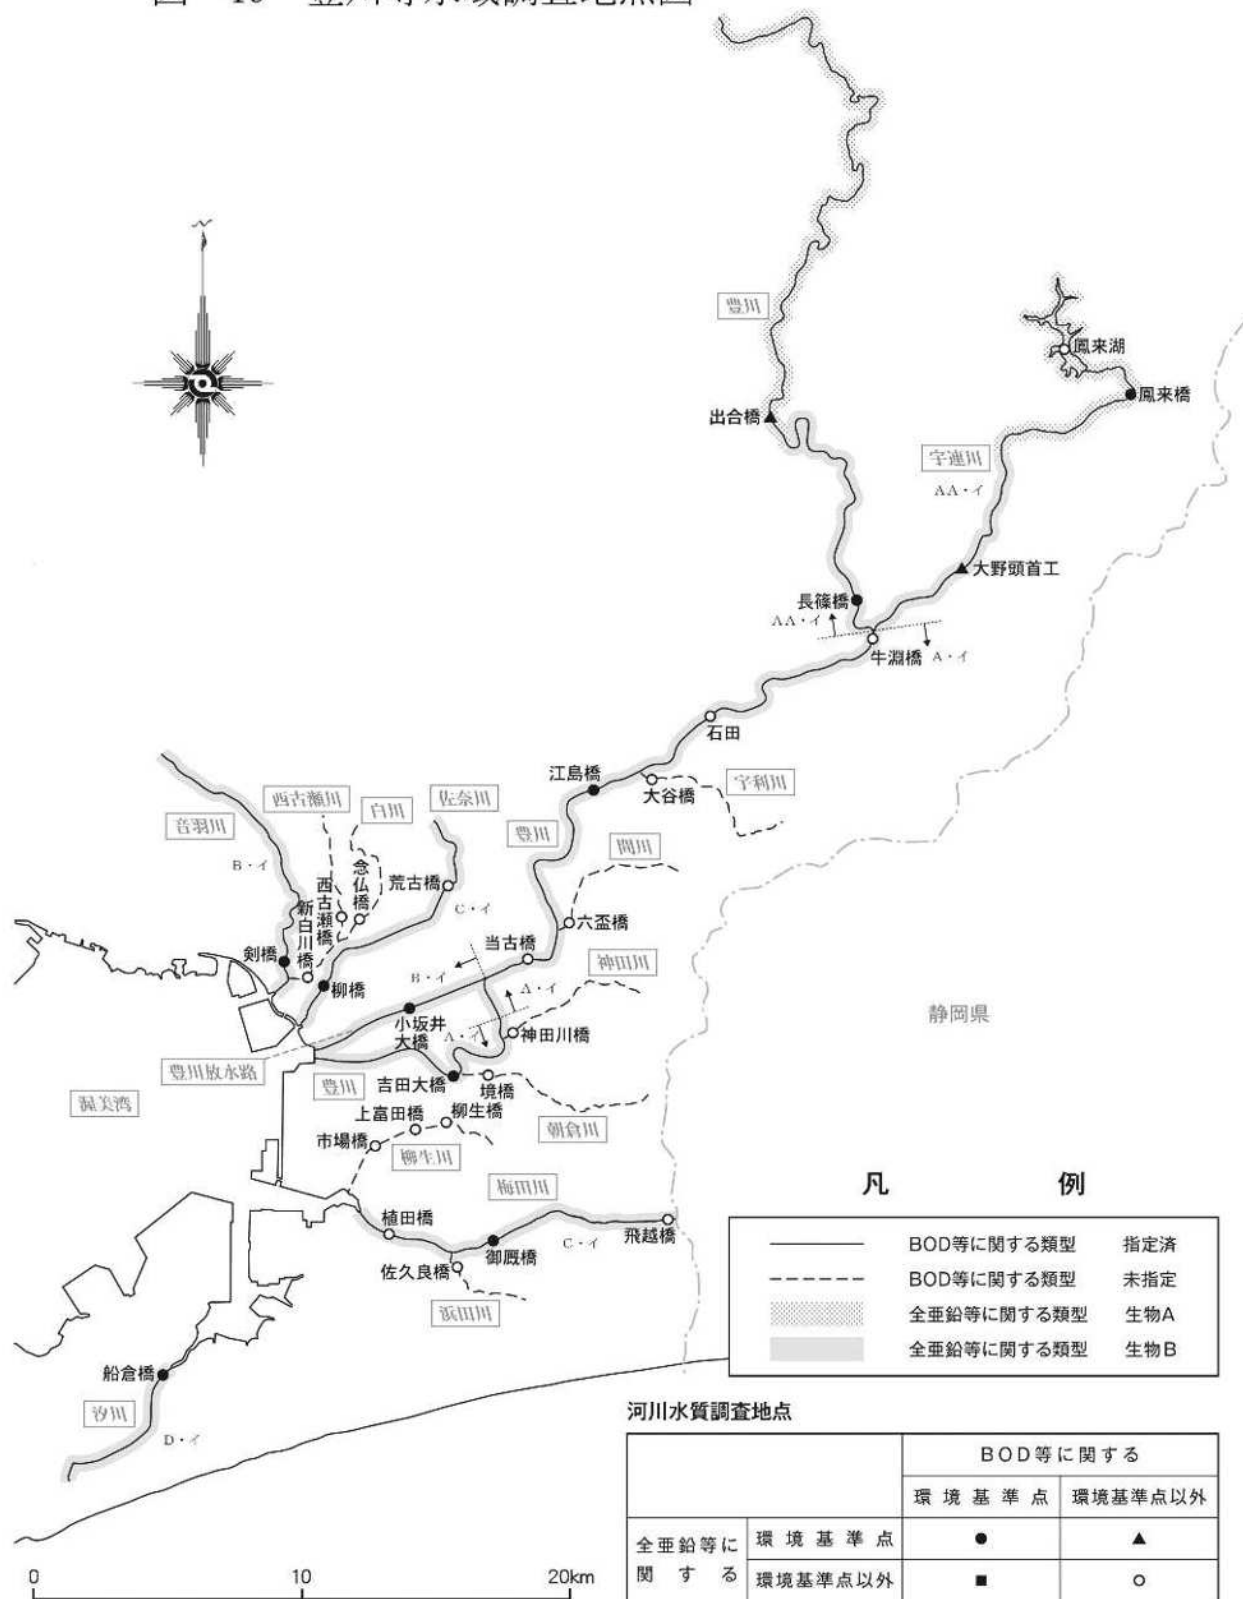 豊川
鳳来湖
鳳来橋
出合橋
宇連川
AA・イ
大野頭首工
長篠橋
AA・イ
牛淵橋
A・イ
石田
江島橋
大谷橋
宇利川
西古瀬川
白川
佐奈川
音羽川
豊川
間川
B・イ
念仏橋
西古瀬橋
新白川橋
荒古橋
C・イ
六盃橋
当古橋
剣橋
柳橋
B・イ
A・イ
神田川
小坂井
大橋
A・イ
神田川橋
静岡県
豊川放水路
豊川
吉田大橋
境橋
渥美湾
上富田橋
柳生橋
朝倉川
市場橋
柳生川
梅田川
植田橋
御厩橋
C・イ
飛越橋
佐久良橋
浜田川
船倉橋
汐川
D・イ
凡 例
BOD等に関する類型 指定済
BOD等に関する類型 未指定
全亜鉛等に関する類型 生物A
全亜鉛等に関する類型 生物B
河川水質調査地点
BOD等に関する
環境基準点 環境基準点以外
全亜鉛等に
関する
環境基準点 ● ▲
環境基準点以外 ■ ○
0 10 20km